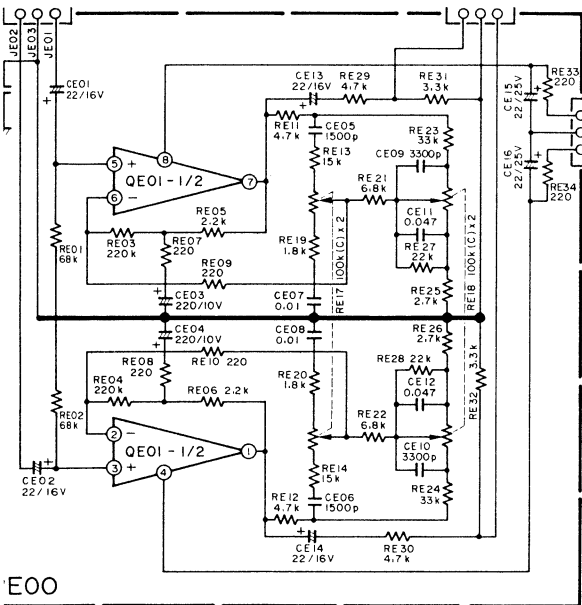 JE02
JE03
JE01
CE01
22/16V
CE13
22/16V
RE29
4.7k
RE31
3.3k
CE15
22/25V
RE33
220
RE11
4.7k
CE05
1500p
RE23
33k
RE13
15k
CE09 3300p
CE16
22/25V
5
+
8
QE01-1/2
7
6
−
RE21
6.8k
RE34
220
RE05
2.2k
RE01
68k
RE03
220k
RE07
220
RE19
1.8k
CE11
0.047
RE27
22k
RE17 100k(C)x2
RE18 100k(C)x2
RE09
220
CE03
220/10V
CE07
0.01
RE25
2.7k
CE04
220/10V
CE08
0.01
RE26
2.7k
RE10 220
RE08
220
RE28 22k
3.3k
RE32
RE04
220k
RE06 2.2k
RE20
1.8k
CE12
0.047
RE02
68k
RE22
6.8k
2
−
QE01-1/2
1
3
+
4
CE10
3300p
CE02
22/16V
RE14
15k
RE24
33k
RE12
4.7k
CE06
1500p
CE14
22/16V
RE30
4.7k
E00